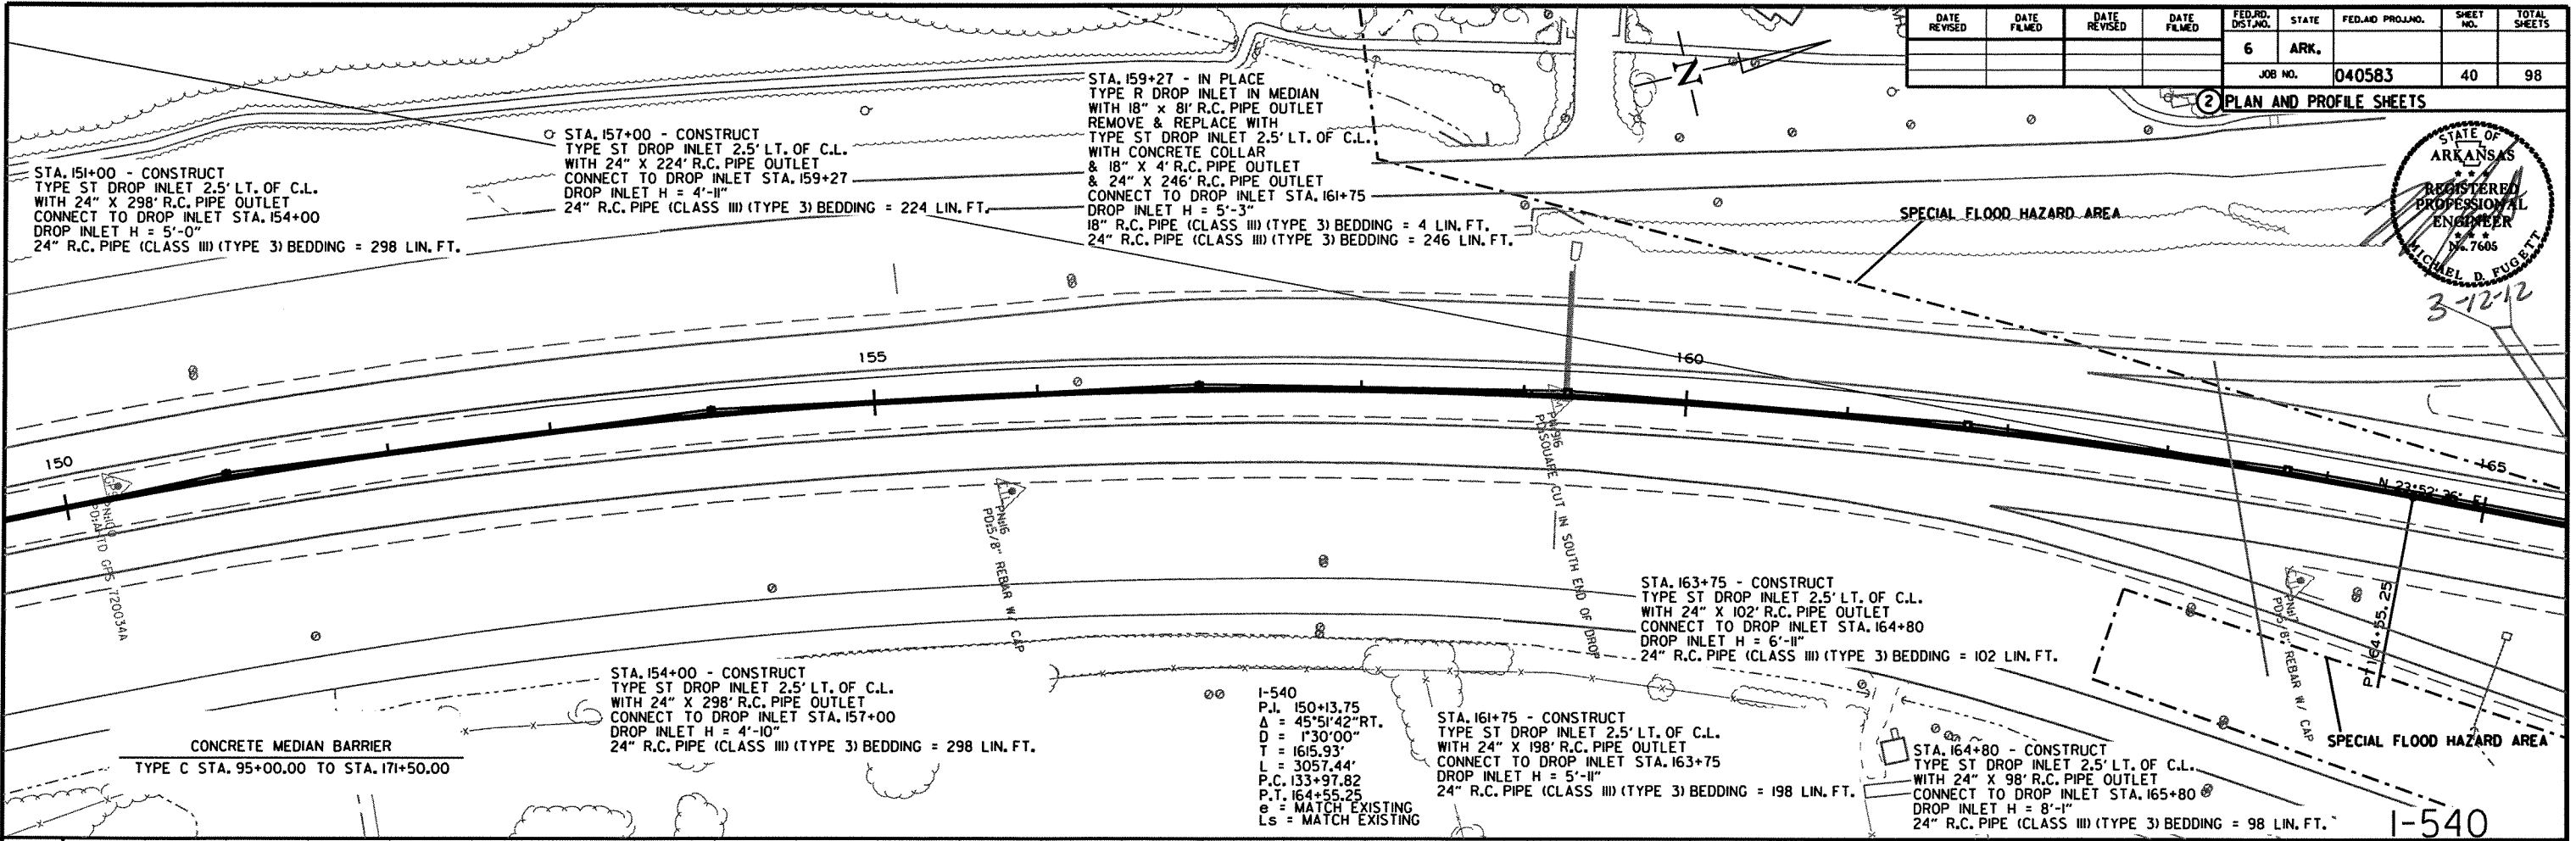 DATE REVISED
DATE FILMED
DATE REVISED
DATE FILMED
FED.RD. DIST.NO.
STATE
FED.AID PROJ.NO.
SHEET NO.
TOTAL SHEETS
6
ARK.
JOB NO.
040583
40
98
2 PLAN AND PROFILE SHEETS
STATE OF
ARKANSAS
REGISTERED
PROFESSIONAL
ENGINEER
No. 7605
MICHAEL D. FUGETT
3-12-12
N
STA. 151+00 - CONSTRUCT
TYPE ST DROP INLET 2.5' LT. OF C.L.
WITH 24" X 298' R.C. PIPE OUTLET
CONNECT TO DROP INLET STA. 154+00
DROP INLET H = 5'-0"
24" R.C. PIPE (CLASS III) (TYPE 3) BEDDING = 298 LIN. FT.
STA. 157+00 - CONSTRUCT
TYPE ST DROP INLET 2.5' LT. OF C.L.
WITH 24" X 224' R.C. PIPE OUTLET
CONNECT TO DROP INLET STA. 159+27
DROP INLET H = 4'-11"
24" R.C. PIPE (CLASS III) (TYPE 3) BEDDING = 224 LIN. FT.
STA. 159+27 - IN PLACE
TYPE R DROP INLET IN MEDIAN
WITH 18" x 81' R.C. PIPE OUTLET
REMOVE & REPLACE WITH
TYPE ST DROP INLET 2.5' LT. OF C.L.
WITH CONCRETE COLLAR
& 18" X 4' R.C. PIPE OUTLET
& 24" X 246' R.C. PIPE OUTLET
CONNECT TO DROP INLET STA. 161+75
DROP INLET H = 5'-3"
18" R.C. PIPE (CLASS III) (TYPE 3) BEDDING = 4 LIN. FT.
24" R.C. PIPE (CLASS III) (TYPE 3) BEDDING = 246 LIN. FT.
SPECIAL FLOOD HAZARD AREA
150
155
160
165
N 23°52'36" E
PN:100
PD:AHTD GPS 720034A
PN:16
PD:5/8" REBAR W/ CAP
PN:916
PD:SQUARE CUT IN SOUTH END OF DROP
PN:17
PD:5/8" REBAR W/ CAP
PT 164+55.25
STA. 163+75 - CONSTRUCT
TYPE ST DROP INLET 2.5' LT. OF C.L.
WITH 24" X 102' R.C. PIPE OUTLET
CONNECT TO DROP INLET STA. 164+80
DROP INLET H = 6'-11"
24" R.C. PIPE (CLASS III) (TYPE 3) BEDDING = 102 LIN. FT.
STA. 154+00 - CONSTRUCT
TYPE ST DROP INLET 2.5' LT. OF C.L.
WITH 24" X 298' R.C. PIPE OUTLET
CONNECT TO DROP INLET STA. 157+00
DROP INLET H = 4'-10"
24" R.C. PIPE (CLASS III) (TYPE 3) BEDDING = 298 LIN. FT.
CONCRETE MEDIAN BARRIER
TYPE C STA. 95+00.00 TO STA. 171+50.00
I-540
P.I. 150+13.75
Δ = 45°51'42"RT.
D = 1°30'00"
T = 1615.93'
L = 3057.44'
P.C. 133+97.82
P.T. 164+55.25
e = MATCH EXISTING
Ls = MATCH EXISTING
STA. 161+75 - CONSTRUCT
TYPE ST DROP INLET 2.5' LT. OF C.L.
WITH 24" X 198' R.C. PIPE OUTLET
CONNECT TO DROP INLET STA. 163+75
DROP INLET H = 5'-11"
24" R.C. PIPE (CLASS III) (TYPE 3) BEDDING = 198 LIN. FT.
STA. 164+80 - CONSTRUCT
TYPE ST DROP INLET 2.5' LT. OF C.L.
WITH 24" X 98' R.C. PIPE OUTLET
CONNECT TO DROP INLET STA. 165+80
DROP INLET H = 8'-1"
24" R.C. PIPE (CLASS III) (TYPE 3) BEDDING = 98 LIN. FT.
SPECIAL FLOOD HAZARD AREA
I-540